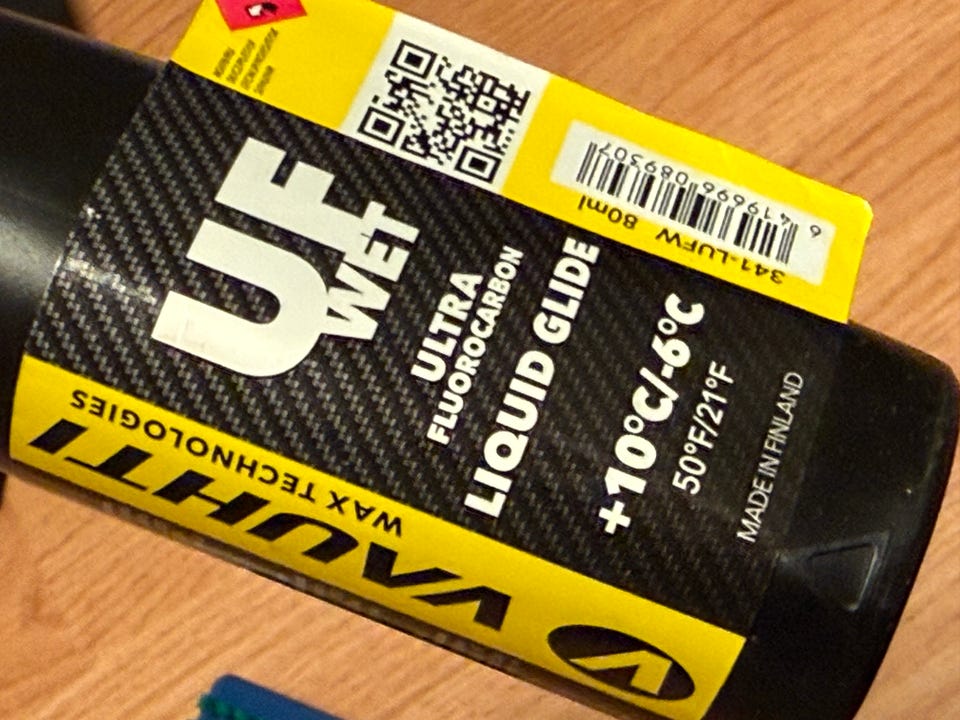 UF
WET
ULTRA
FLUOROCARBON
LIQUID GLIDE
+10°C/-6°C
50°F/21°F
MADE IN FINLAND
VAUHTI
WAX TECHNOLOGIES
V
341-LUFW 80ml
6 419696 089307